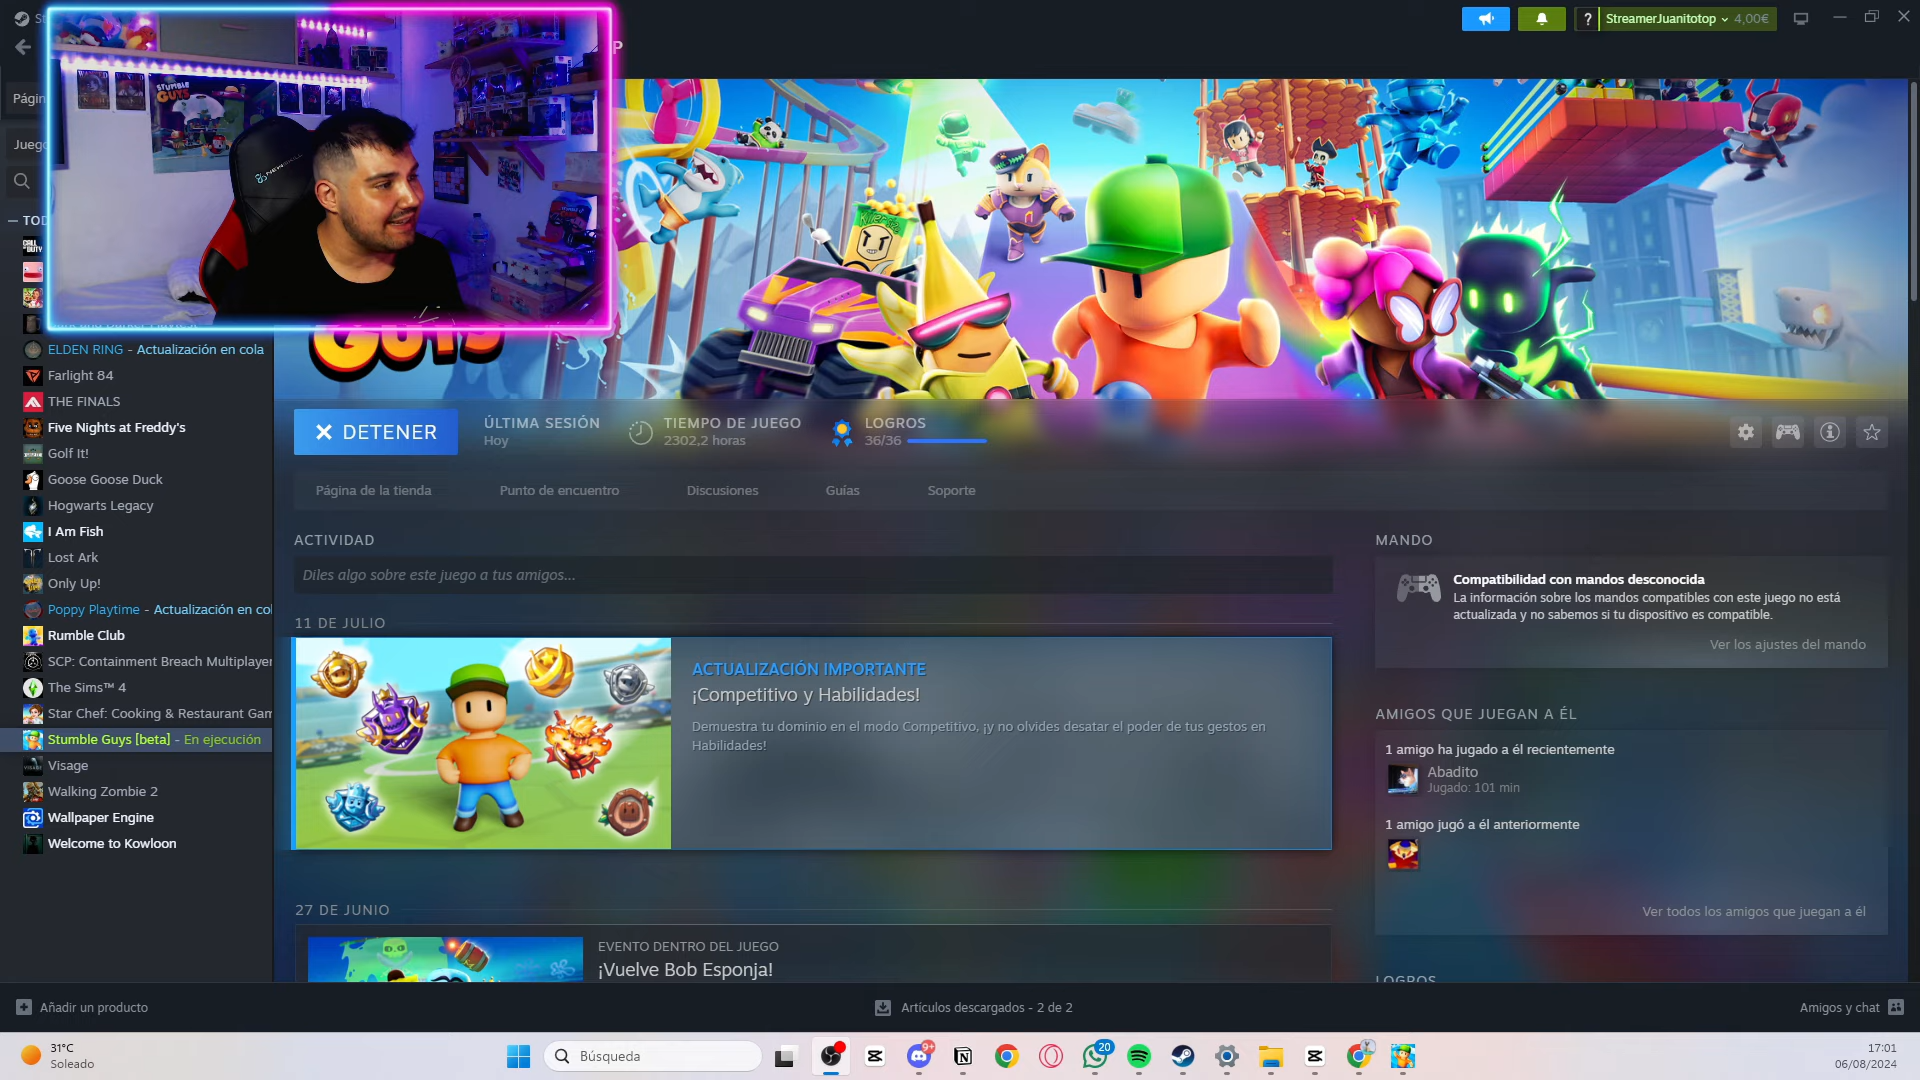 St
StreamerJuanitotop
4,00€
?
P
Págin
Jueg
TOD
CALL OF DUTY
STUMBLE GUYS
NEWSKILL
GUYS
ELDEN RING - Actualización en cola
Farlight 84
THE FINALS
Five Nights at Freddy's
Golf It!
Goose Goose Duck
Hogwarts Legacy
I Am Fish
Lost Ark
Only Up!
Poppy Playtime - Actualización en col
Rumble Club
SCP: Containment Breach Multiplayer
The Sims™ 4
Star Chef: Cooking & Restaurant Gam
Stumble Guys [beta] - En ejecución
Visage
Walking Zombie 2
Wallpaper Engine
Welcome to Kowloon
DETENER
ÚLTIMA SESIÓN
Hoy
TIEMPO DE JUEGO
2302,2 horas
LOGROS
36/36
Página de la tienda
Punto de encuentro
Discusiones
Guías
Soporte
ACTIVIDAD
Diles algo sobre este juego a tus amigos...
11 DE JULIO
ACTUALIZACIÓN IMPORTANTE
¡Competitivo y Habilidades!
Demuestra tu dominio en el modo Competitivo, ¡y no olvides desatar el poder de tus gestos en
Habilidades!
27 DE JUNIO
EVENTO DENTRO DEL JUEGO
¡Vuelve Bob Esponja!
MANDO
Compatibilidad con mandos desconocida
La información sobre los mandos compatibles con este juego no está
actualizada y no sabemos si tu dispositivo es compatible.
Ver los ajustes del mando
AMIGOS QUE JUEGAN A ÉL
1 amigo ha jugado a él recientemente
Abadito
Jugado: 101 min
1 amigo jugó a él anteriormente
Ver todos los amigos que juegan a él
LOGROS
Añadir un producto
Artículos descargados - 2 de 2
Amigos y chat
31°C
Soleado
Búsqueda
9+
20
17:01
06/08/2024